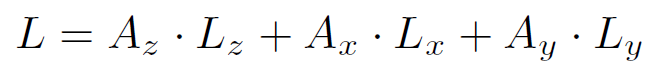 L = A_z · L_z + A_x · L_x + A_y · L_y